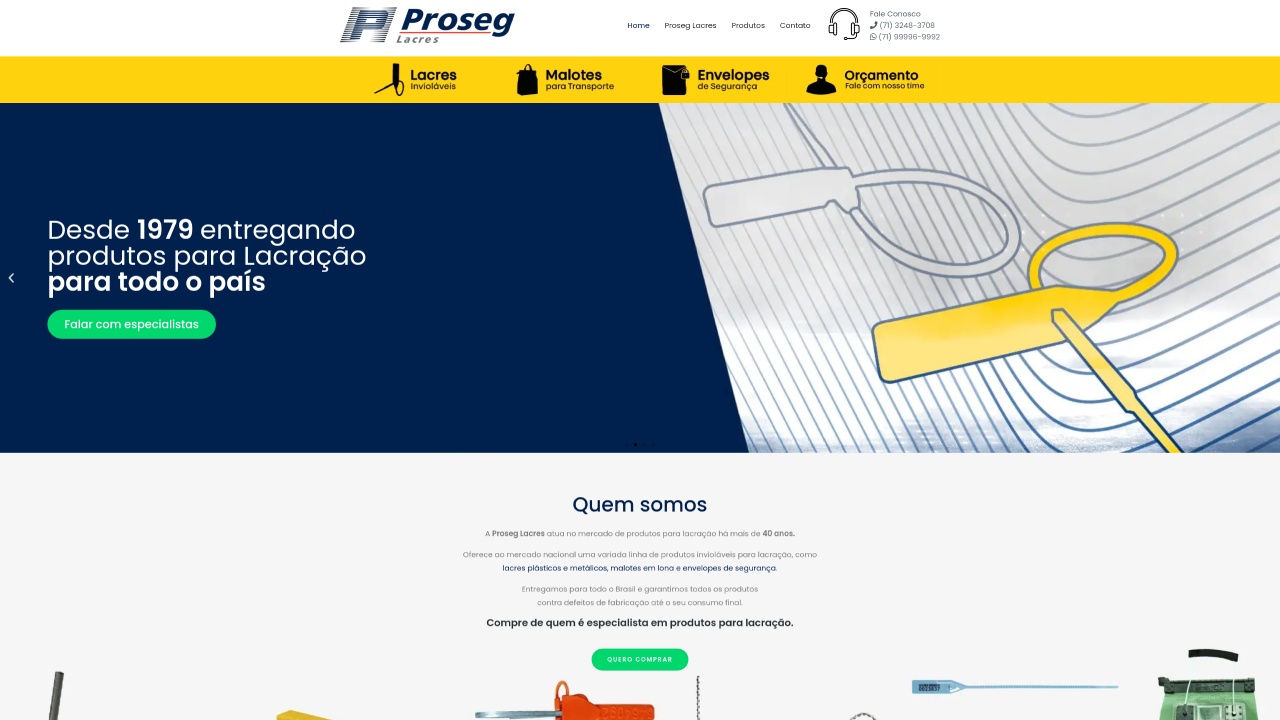 Proseg
Lacres
Home
Proseg Lacres
Produtos
Contato
Fale Conosco
(71) 3248-3708
(71) 99996-9992
Lacres
Invioláveis
Malotes
para Transporte
Envelopes
de Segurança
Orçamento
Fale com nosso time
Desde 1979 entregando
produtos para Lacração
para todo o país
Falar com especialistas
Quem somos
A Proseg Lacres atua no mercado de produtos para lacração há mais de 40 anos.
Oferece ao mercado nacional uma variada linha de produtos invioláveis para lacração, como
lacres plásticos e metálicos, malotes em lona e envelopes de segurança.
Entregamos para todo o Brasil e garantimos todos os produtos
contra defeitos de fabricação até o seu consumo final.
Compre de quem é especialista em produtos para lacração.
QUERO COMPRAR